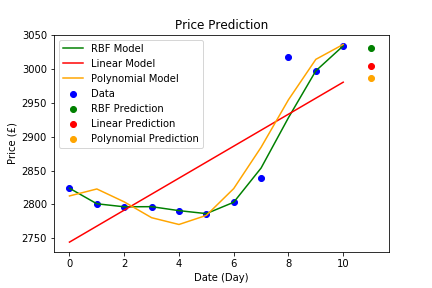 Price Prediction
3050
3000
2950
2900
2850
2800
2750
Price (£)
RBF Model
Linear Model
Polynomial Model
Data
RBF Prediction
Linear Prediction
Polynomial Prediction
0 2 4 6 8 10
Date (Day)